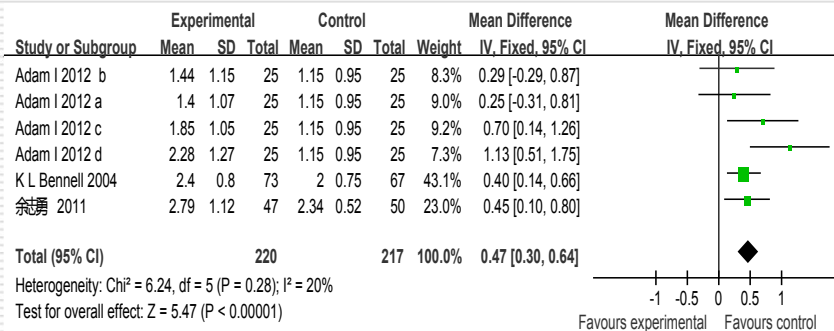 Experimental Control Mean Difference Mean Difference
Study or Subgroup Mean SD Total Mean SD Total Weight IV, Fixed, 95% CI IV, Fixed, 95% CI
Adam I 2012 b 1.44 1.15 25 1.15 0.95 25 8.3% 0.29 [-0.29, 0.87]
Adam I 2012 a 1.4 1.07 25 1.15 0.95 25 9.0% 0.25 [-0.31, 0.81]
Adam I 2012 c 1.85 1.05 25 1.15 0.95 25 9.2% 0.70 [0.14, 1.26]
Adam I 2012 d 2.28 1.27 25 1.15 0.95 25 7.3% 1.13 [0.51, 1.75]
K L Bennell 2004 2.4 0.8 73 2 0.75 67 43.1% 0.40 [0.14, 0.66]
余志勇 2011 2.79 1.12 47 2.34 0.52 50 23.0% 0.45 [0.10, 0.80]
Total (95% CI) 220 217 100.0% 0.47 [0.30, 0.64]
Heterogeneity: Chi² = 6.24, df = 5 (P = 0.28); I² = 20%
Test for overall effect: Z = 5.47 (P < 0.00001)
-1 -0.5 0 0.5 1
Favours experimental Favours control